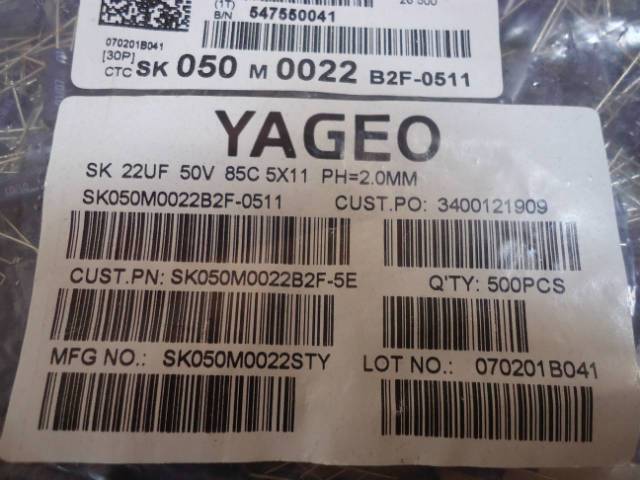 (1T)
B/N 547550041
070201B041
[30P]
CTC SK 050 M 0022 B2F-0511
YAGEO
SK 22UF 50V 85C 5X11 PH=2.0MM
SK050M0022B2F-0511 CUST.PO: 3400121909
CUST.PN: SK050M0022B2F-5E Q'TY: 500PCS
MFG NO.: SK050M0022STY LOT NO.: 070201B041